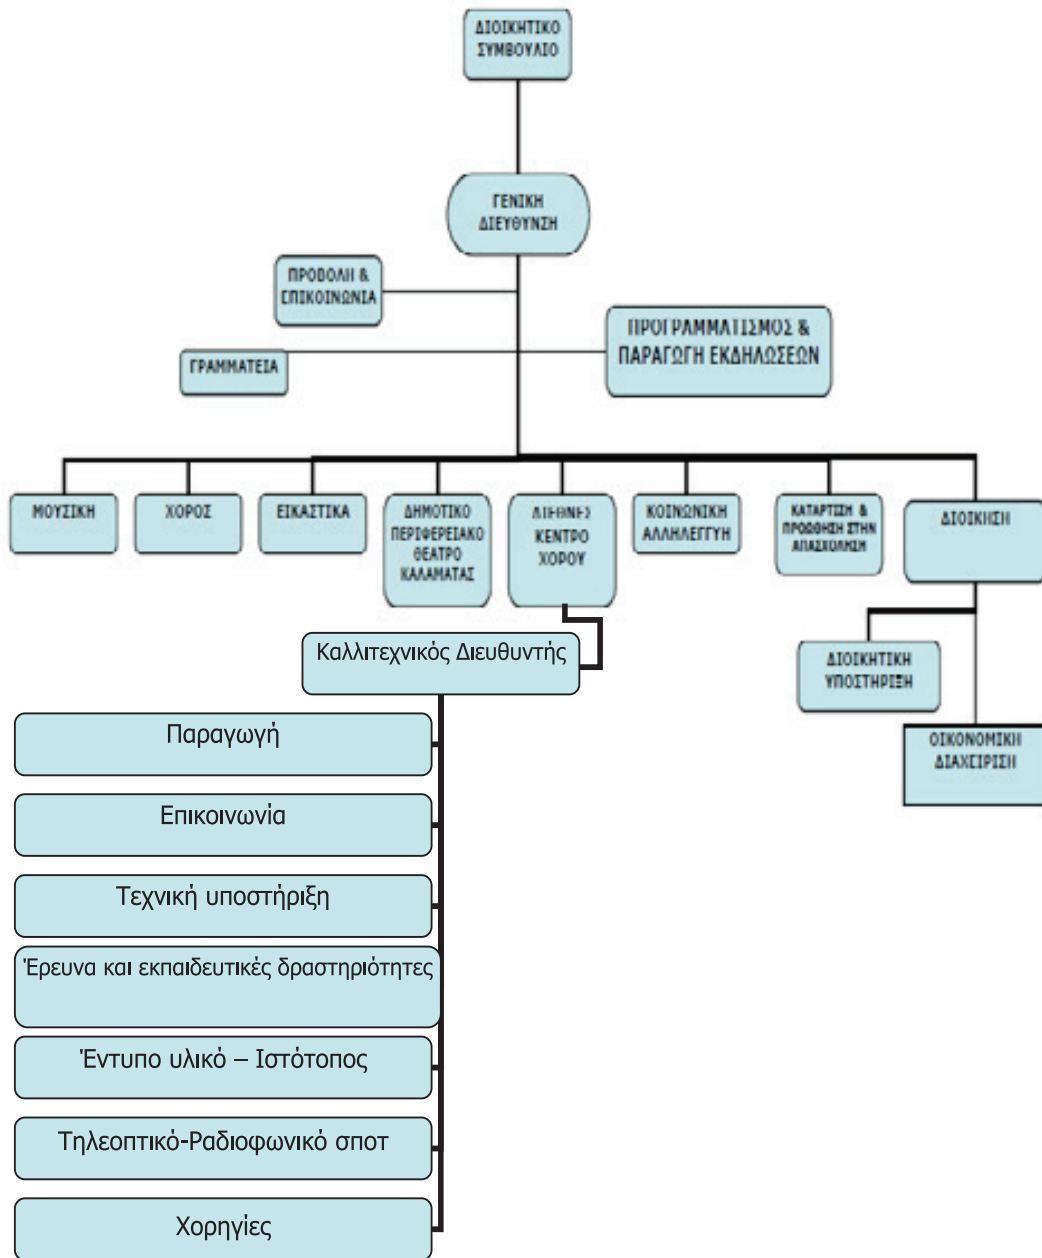 ΔΙΟΙΚΗΤΙΚΟ
ΣΥΜΒΟΥΛΙΟ
ΓΕΝΙΚΗ
ΔΙΕΥΘΥΝΣΗ
ΠΡΟΒΟΛΗ &
ΕΠΙΚΟΙΝΩΝΙΑ
ΠΡΟΓΡΑΜΜΑΤΙΣΜΟΣ &
ΠΑΡΑΓΩΓΗ ΕΚΔΗΛΩΣΕΩΝ
ΓΡΑΜΜΑΤΕΙΑ
ΜΟΥΣΙΚΗ
ΧΟΡΟΣ
ΕΙΚΑΣΤΙΚΑ
ΔΗΜΟΤΙΚΟ
ΠΕΡΙΦΕΡΕΙΑΚΟ
ΘΕΑΤΡΟ
ΚΑΛΑΜΑΤΑΣ
ΔΙΕΘΝΕΣ
ΚΕΝΤΡΟ
ΧΟΡΟΥ
ΚΟΙΝΩΝΙΚΗ
ΑΛΛΗΛΕΓΓΥΗ
ΚΑΤΑΡΤΙΣΗ &
ΠΡΟΩΘΗΣΗ ΣΤΗΝ
ΑΠΑΣΧΟΛΗΣΗ
ΔΙΟΙΚΗΣΗ
ΔΙΟΙΚΗΤΙΚΗ
ΥΠΟΣΤΗΡΙΞΗ
ΟΙΚΟΝΟΜΙΚΗ
ΔΙΑΧΕΙΡΙΣΗ
Καλλιτεχνικός Διευθυντής
Παραγωγή
Επικοινωνία
Τεχνική υποστήριξη
Έρευνα και εκπαιδευτικές δραστηριότητες
Έντυπο υλικό – Ιστότοπος
Τηλεοπτικό-Ραδιοφωνικό σποτ
Χορηγίες